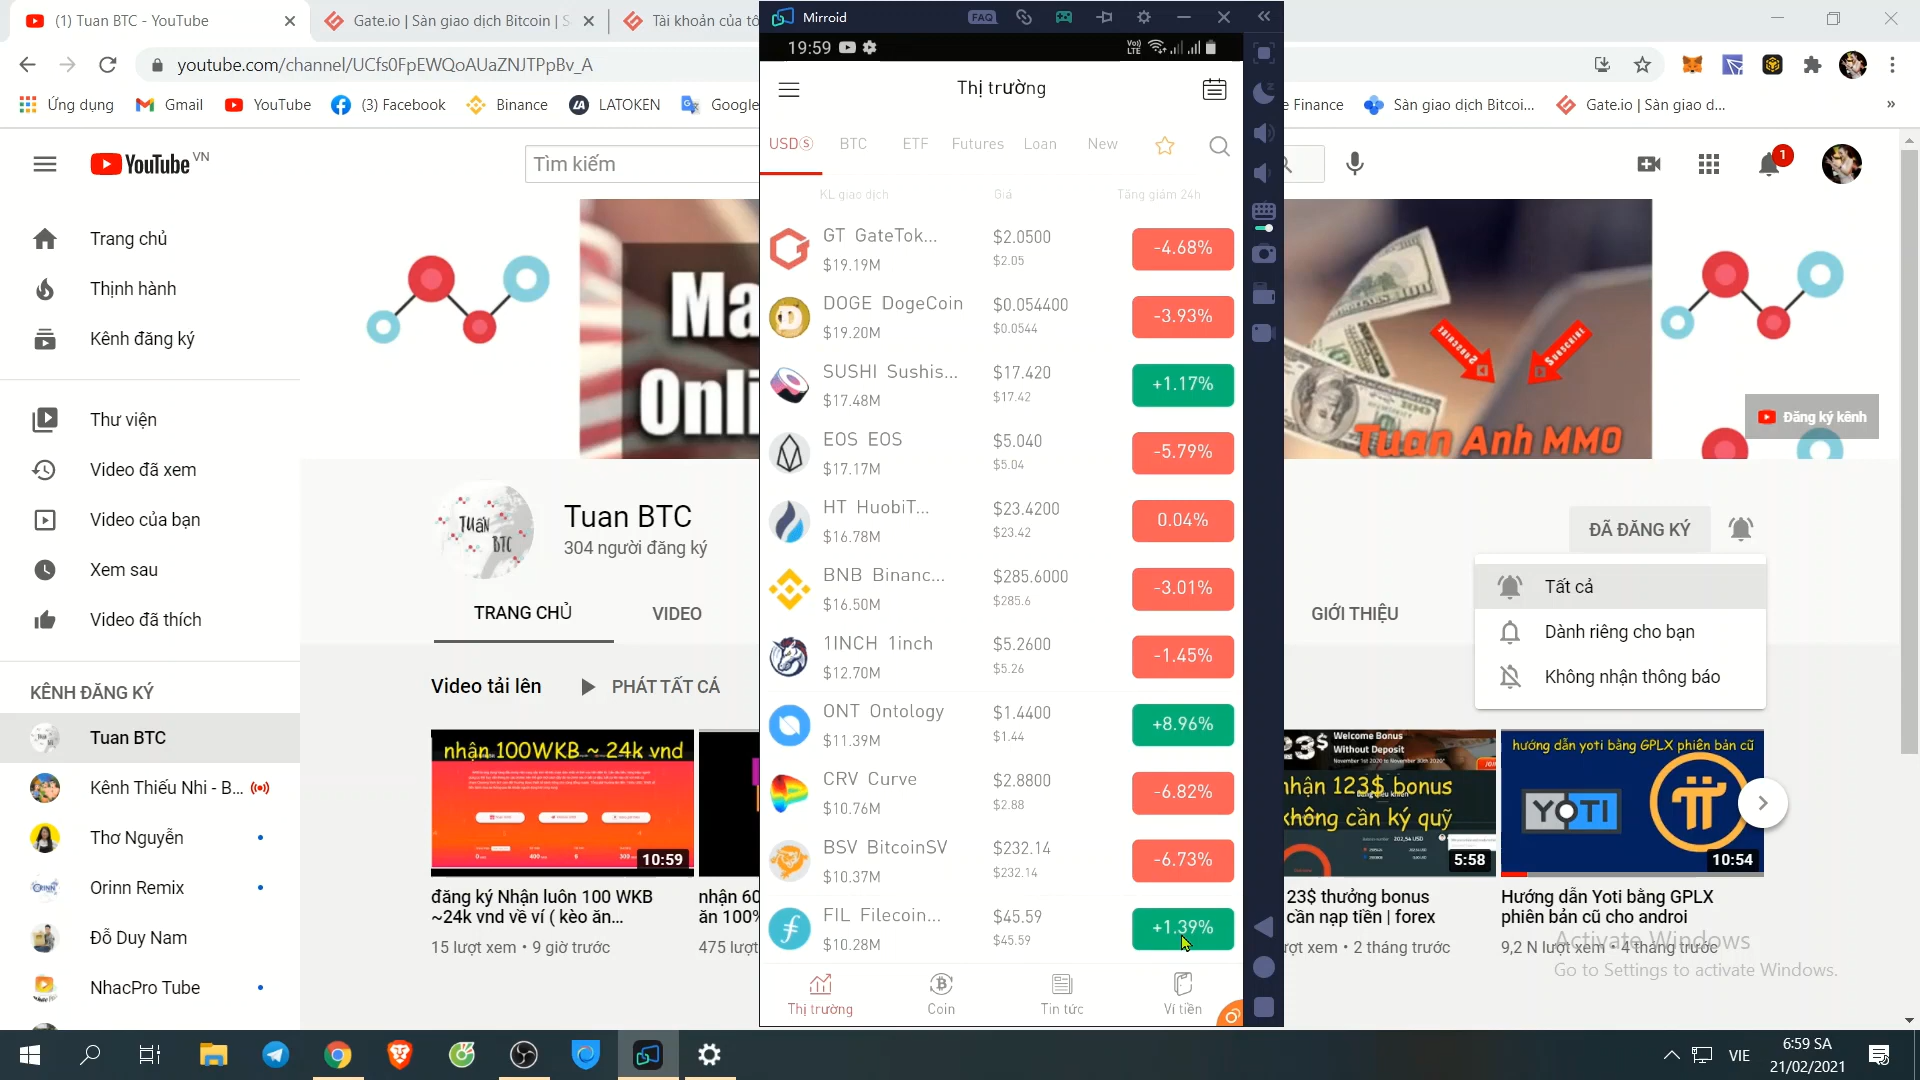 (1) Tuan BTC - YouTube
Gate.io | Sàn giao dịch Bitcoin | S
Tài khoản của tô
Mirroid
FAQ
youtube.com/channel/UCfs0FpEWQoAUaZNJTPpBv_A
Ứng dụng
Gmail
YouTube
(3) Facebook
Binance
LATOKEN
Google
e Finance
Sàn giao dịch Bitcoi...
Gate.io | Sàn giao d...
19:59
Thị trường
USDⓈ
BTC
ETF
Futures
Loan
New
KL giao dịch
Giá
Tăng giảm 24h
GT GateTok...
$2.0500
-4.68%
$19.19M
$2.05
DOGE DogeCoin
$0.054400
-3.93%
$19.20M
$0.0544
SUSHI Sushis...
$17.420
+1.17%
$17.48M
$17.42
EOS EOS
$5.040
-5.79%
$17.17M
$5.04
HT HuobiT...
$23.4200
0.04%
$16.78M
$23.42
BNB Binanc...
$285.6000
-3.01%
$16.50M
$285.6
1INCH 1inch
$5.2600
-1.45%
$12.70M
$5.26
ONT Ontology
$1.4400
+8.96%
$11.39M
$1.44
CRV Curve
$2.8800
-6.82%
$10.76M
$2.88
BSV BitcoinSV
$232.14
-6.73%
$10.37M
$232.14
FIL Filecoin...
$45.59
+1.39%
$10.28M
$45.59
Thị trường
Coin
Tin tức
Ví tiền
YouTube VN
Tìm kiếm
1
Trang chủ
Thịnh hành
Kênh đăng ký
Thư viện
Video đã xem
Video của bạn
Xem sau
Video đã thích
KÊNH ĐĂNG KÝ
Tuan BTC
Kênh Thiếu Nhi - B...
Thơ Nguyễn
Orinn Remix
Đỗ Duy Nam
NhacPro Tube
Ma
Onli
SUBSCRIBE
Tuan Anh MMO
Đăng ký kênh
TUẤN
BTC
Tuan BTC
304 người đăng ký
ĐÃ ĐĂNG KÝ
Tất cả
Dành riêng cho bạn
Không nhận thông báo
TRANG CHỦ
VIDEO
GIỚI THIỆU
Video tải lên
PHÁT TẤT CẢ
nhận 100WKB ~ 24k vnd
10:59
đăng ký Nhận luôn 100 WKB
~24k vnd về ví ( kèo ăn...
15 lượt xem • 9 giờ trước
nhận 60
ăn 100%
475 lượ
23$
Welcome Bonus
Without Deposit
nhận 123$ bonus
không cần ký quỹ
5:58
23$ thưởng bonus
cần nạp tiền | forex
ượt xem • 2 tháng trước
hướng dẫn yoti bằng GPLX phiên bản cũ
YOTI
10:54
Hướng dẫn Yoti bằng GPLX
phiên bản cũ cho androi
9,2 N lượt xem • 4 tháng trước
Activate Windows
Go to Settings to activate Windows.
VIE
6:59 SA
21/02/2021